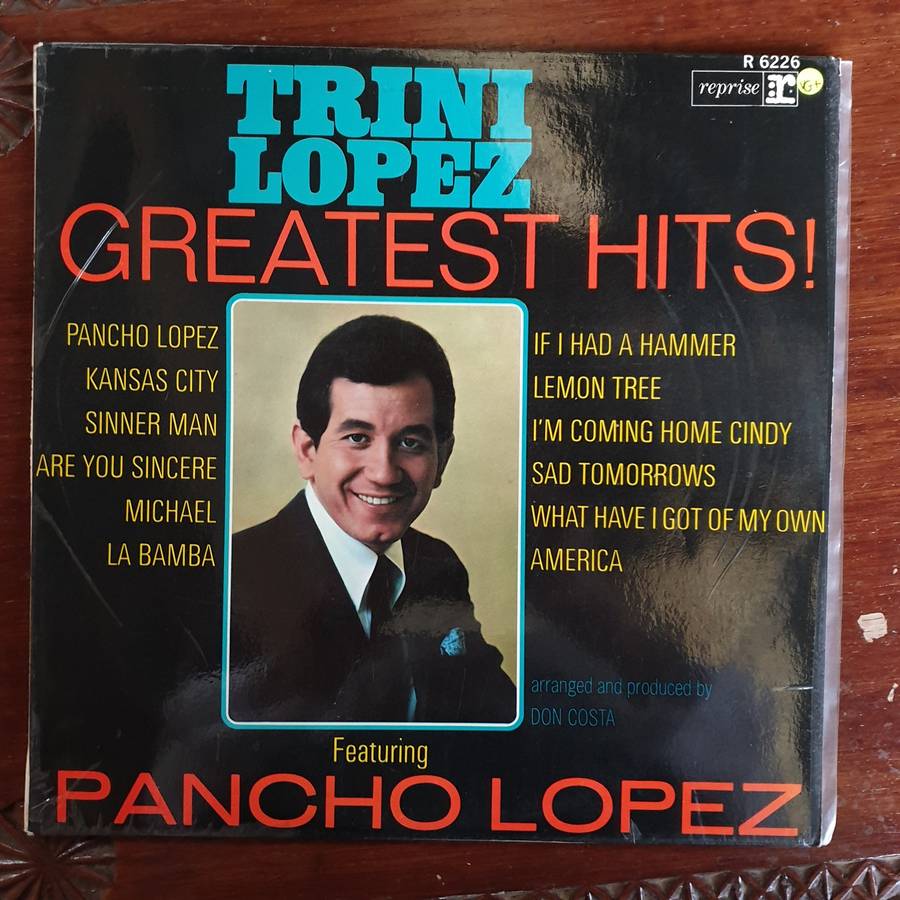 R 6226
reprise r:
G+
TRINI
LOPEZ
GREATEST HITS!
PANCHO LOPEZ
KANSAS CITY
SINNER MAN
ARE YOU SINCERE
MICHAEL
LA BAMBA
IF I HAD A HAMMER
LEMON TREE
I'M COMING HOME CINDY
SAD TOMORROWS
WHAT HAVE I GOT OF MY OWN
AMERICA
arranged and produced by
DON COSTA
Featuring
PANCHO LOPEZ